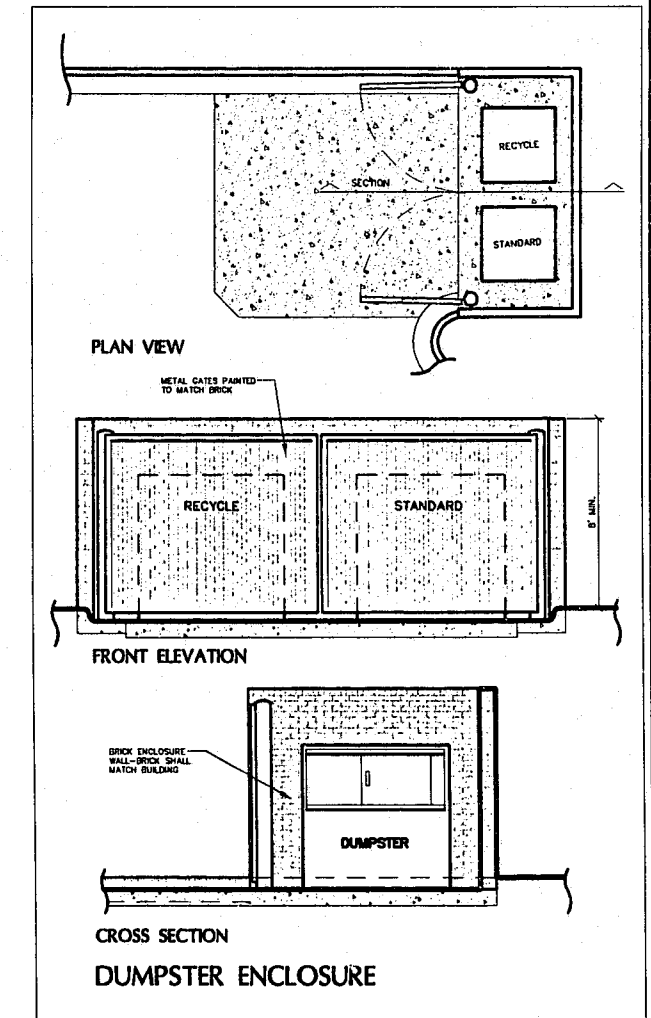 RECYCLE
SECTION
STANDARD
PLAN VIEW
METAL GATES PAINTED
TO MATCH BRICK
RECYCLE
STANDARD
8' MIN.
FRONT ELEVATION
BRICK ENCLOSURE
WALL-BRICK SHALL
MATCH BUILDING
DUMPSTER
CROSS SECTION
DUMPSTER ENCLOSURE